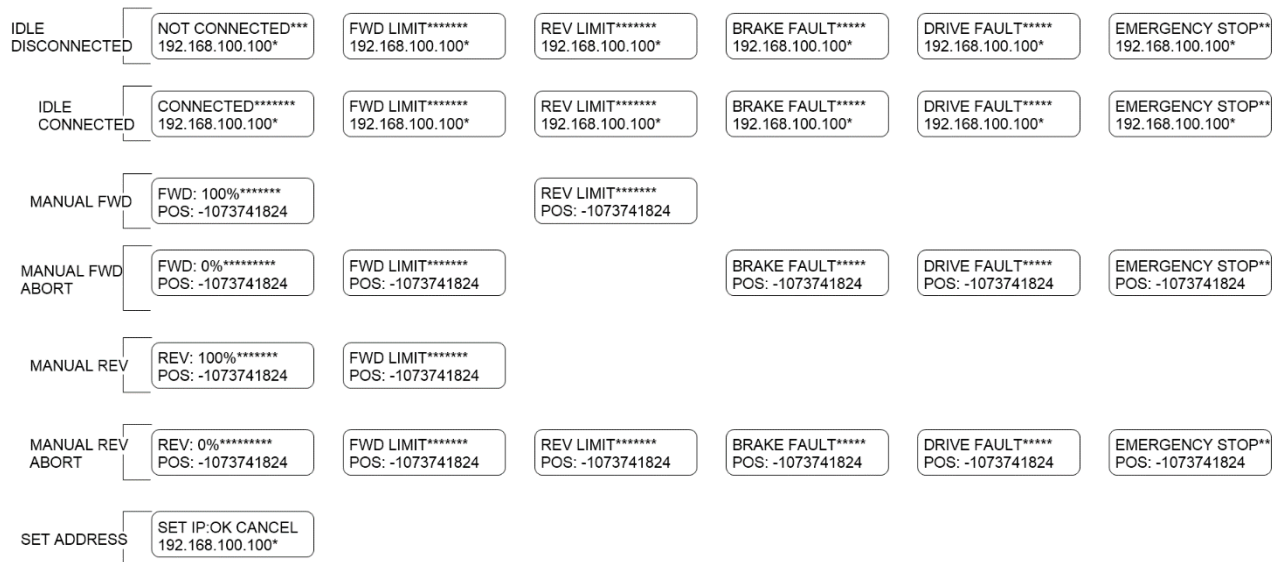 IDLE
DISCONNECTED
NOT CONNECTED***
192.168.100.100*
FWD LIMIT*******
192.168.100.100*
REV LIMIT*******
192.168.100.100*
BRAKE FAULT*****
192.168.100.100*
DRIVE FAULT*****
192.168.100.100*
EMERGENCY STOP**
192.168.100.100*
IDLE
CONNECTED
CONNECTED*******
192.168.100.100*
FWD LIMIT*******
192.168.100.100*
REV LIMIT*******
192.168.100.100*
BRAKE FAULT*****
192.168.100.100*
DRIVE FAULT*****
192.168.100.100*
EMERGENCY STOP**
192.168.100.100*
MANUAL FWD
FWD: 100%*******
POS: -1073741824
REV LIMIT*******
POS: -1073741824
MANUAL FWD
ABORT
FWD: 0%*********
POS: -1073741824
FWD LIMIT*******
POS: -1073741824
BRAKE FAULT*****
POS: -1073741824
DRIVE FAULT*****
POS: -1073741824
EMERGENCY STOP**
POS: -1073741824
MANUAL REV
REV: 100%*******
POS: -1073741824
FWD LIMIT*******
POS: -1073741824
MANUAL REV
ABORT
REV: 0%*********
POS: -1073741824
FWD LIMIT*******
POS: -1073741824
REV LIMIT*******
POS: -1073741824
BRAKE FAULT*****
POS: -1073741824
DRIVE FAULT*****
POS: -1073741824
EMERGENCY STOP**
POS: -1073741824
SET ADDRESS
SET IP:OK CANCEL
192.168.100.100*